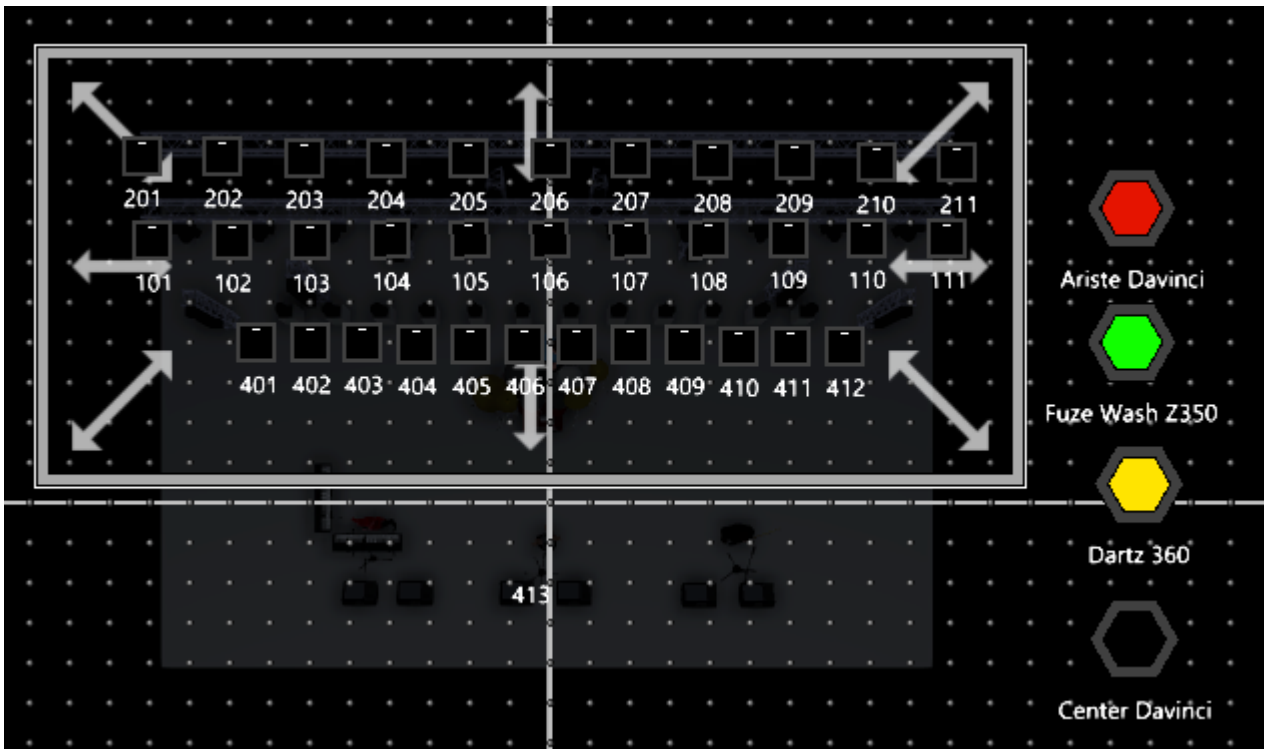 201 202 203 204 205 206 207 208 209 210 211
101 102 103 104 105 106 107 108 109 110 111
401 402 403 404 405 406 407 408 409 410 411 412
413
Ariste Davinci
Fuze Wash Z350
Dartz 360
Center Davinci